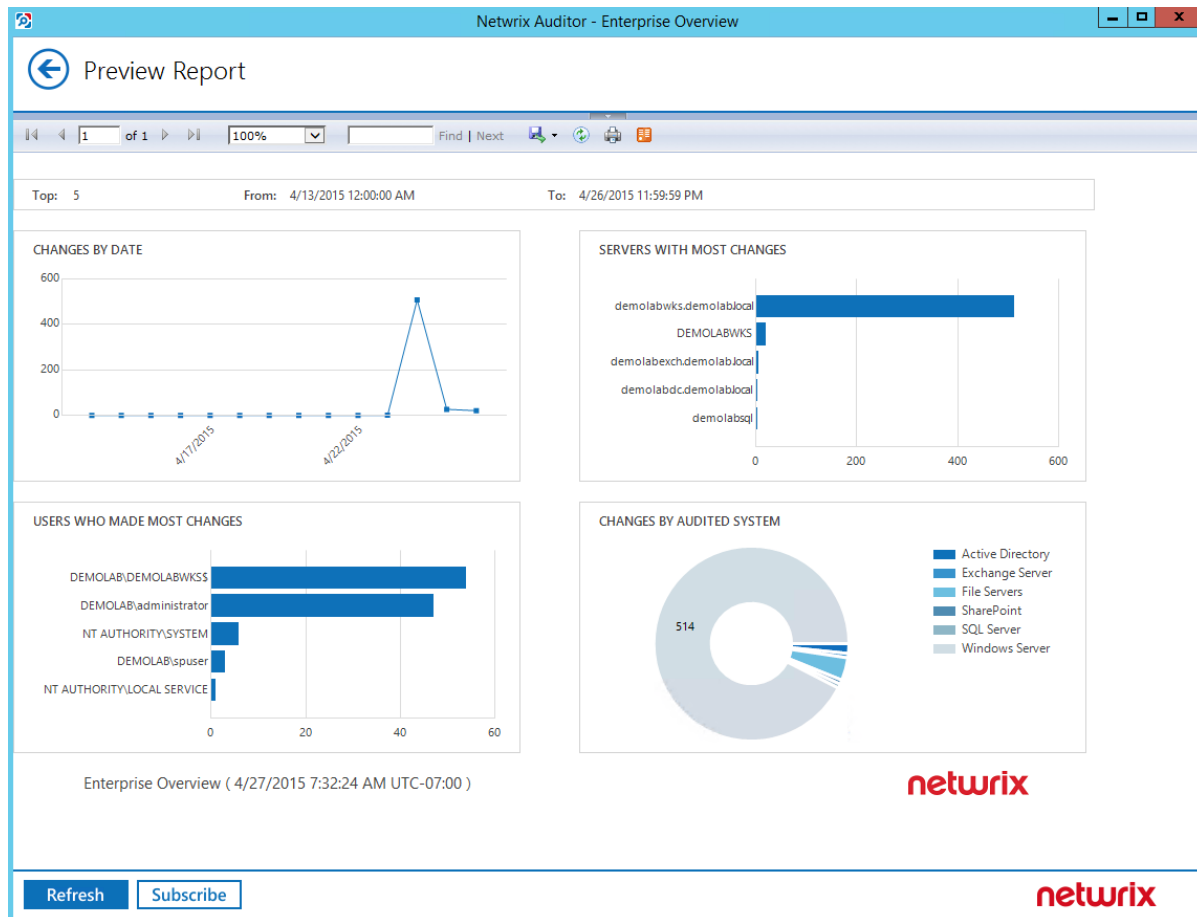 Netwrix Auditor - Enterprise Overview
Preview Report
1 of 1 100% Find | Next
Top: 5 From: 4/13/2015 12:00:00 AM To: 4/26/2015 11:59:59 PM
CHANGES BY DATE
600
400
200
0
4/17/2015
4/22/2015
SERVERS WITH MOST CHANGES
demolabwks.demolab.local
DEMOLABWKS
demolabexch.demolab.local
demolabdc.demolab.local
demolabsql
0 200 400 600
USERS WHO MADE MOST CHANGES
DEMOLAB\DEMOLABWKS$
DEMOLAB\administrator
NT AUTHORITY\SYSTEM
DEMOLAB\spuser
NT AUTHORITY\LOCAL SERVICE
0 20 40 60
CHANGES BY AUDITED SYSTEM
514
Active Directory
Exchange Server
File Servers
SharePoint
SQL Server
Windows Server
Enterprise Overview ( 4/27/2015 7:32:24 AM UTC-07:00 )
netwrix
Refresh
Subscribe
netwrix